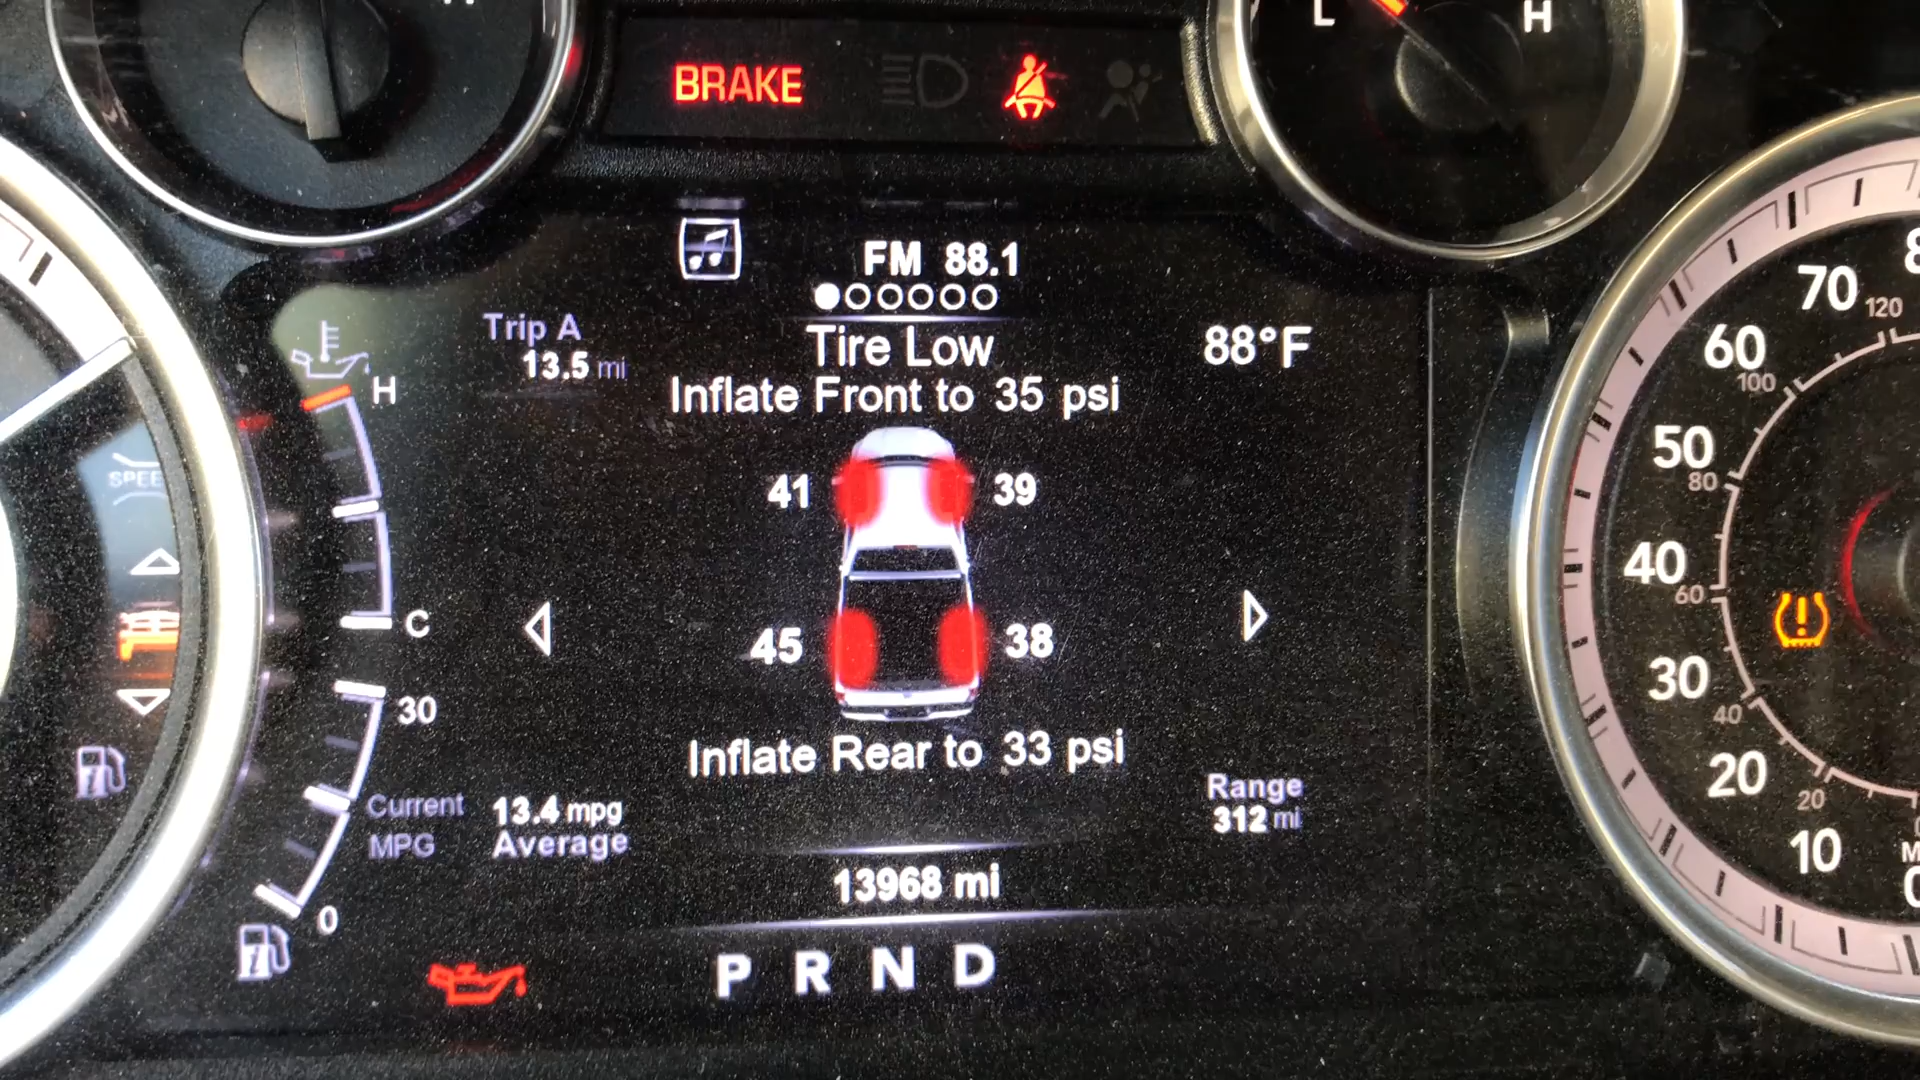 L H
BRAKE
FM 88.1
Trip A
13.5 mi
Tire Low
88°F
Inflate Front to 35 psi
H
41 39
45 38
C
30
Inflate Rear to 33 psi
Current 13.4 mpg
MPG Average
Range
312 mi
0
13968 mi
P R N D
SPEE
70
120
60
100
50
80
40
60
30
40
20
20
10